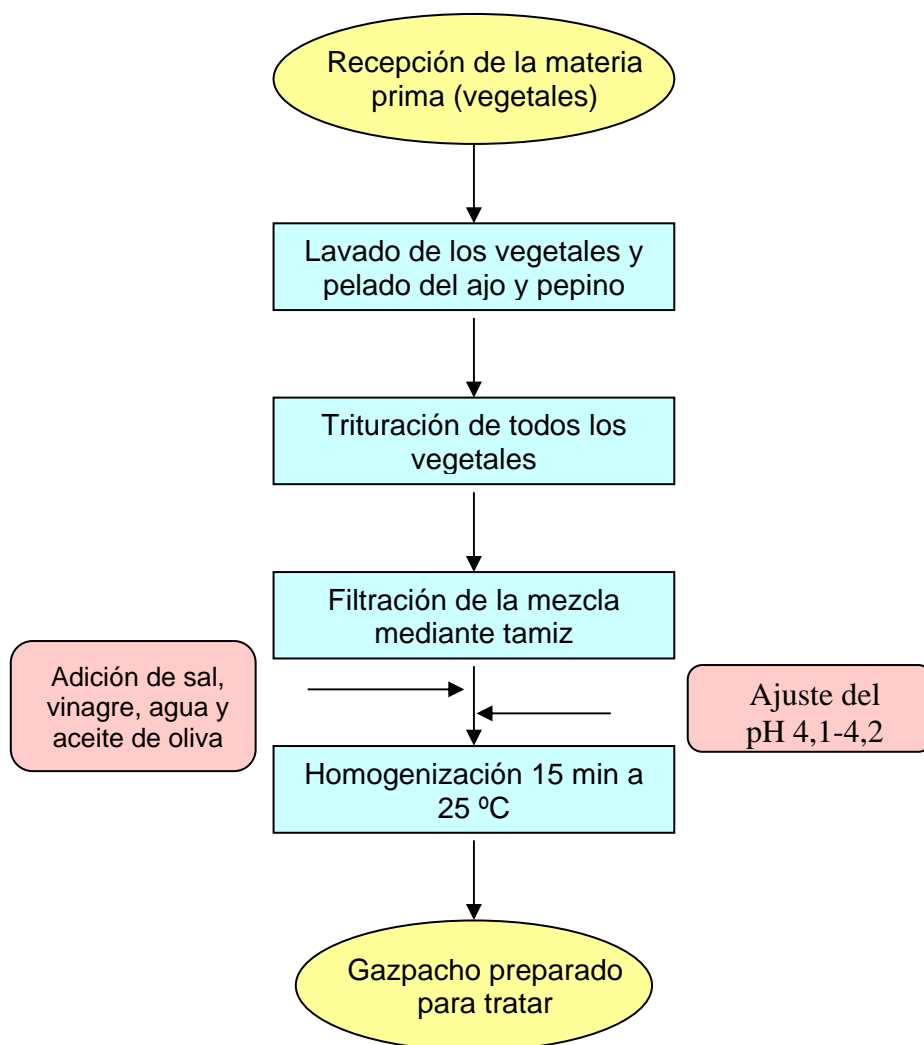 Recepción de la materia
prima (vegetales)
Lavado de los vegetales y
pelado del ajo y pepino
Trituración de todos los
vegetales
Filtración de la mezcla
mediante tamiz
Adición de sal,
vinagre, agua y
aceite de oliva
Ajuste del
pH 4,1-4,2
Homogenización 15 min a
25 ºC
Gazpacho preparado
para tratar